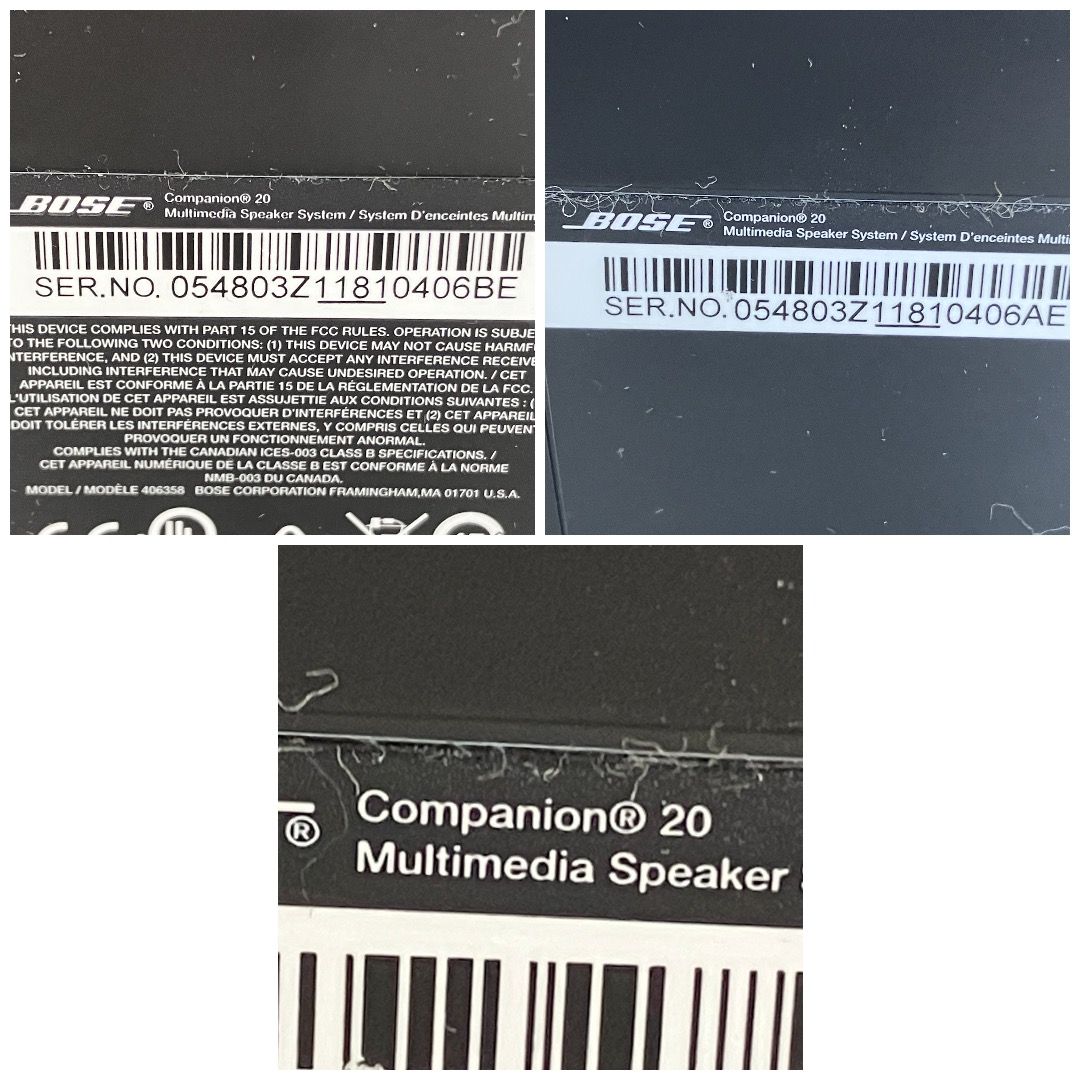 BOSE® Companion® 20
Multimedia Speaker System / System D'enceintes Multim
SER.NO. 054803Z11810406BE
THIS DEVICE COMPLIES WITH PART 15 OF THE FCC RULES. OPERATION IS SUBJE
TO THE FOLLOWING TWO CONDITIONS: (1) THIS DEVICE MAY NOT CAUSE HARMF
INTERFERENCE, AND (2) THIS DEVICE MUST ACCEPT ANY INTERFERENCE RECEIVE
INCLUDING INTERFERENCE THAT MAY CAUSE UNDESIRED OPERATION. / CET
APPAREIL EST CONFORME À LA PARTIE 15 DE LA RÉGLEMENTATION DE LA FCC.
L'UTILISATION DE CET APPAREIL EST ASSUJETTIE AUX CONDITIONS SUIVANTES : (
CET APPAREIL NE DOIT PAS PROVOQUER D'INTERFÉRENCES ET (2) CET APPAREIL
DOIT TOLÉRER LES INTERFÉRENCES EXTERNES, Y COMPRIS CELLES QUI PEUVENT
PROVOQUER UN FONCTIONNEMENT ANORMAL.
COMPLIES WITH THE CANADIAN ICES-003 CLASS B SPECIFICATIONS. /
CET APPAREIL NUMÉRIQUE DE LA CLASSE B EST CONFORME À LA NORME
NMB-003 DU CANADA.
MODEL / MODÈLE 406358 BOSE CORPORATION FRAMINGHAM,MA 01701 U.S.A.
BOSE® Companion® 20
Multimedia Speaker System / System D'enceintes Multi
SER.NO. 054803Z11810406AE
® Companion® 20
Multimedia Speaker